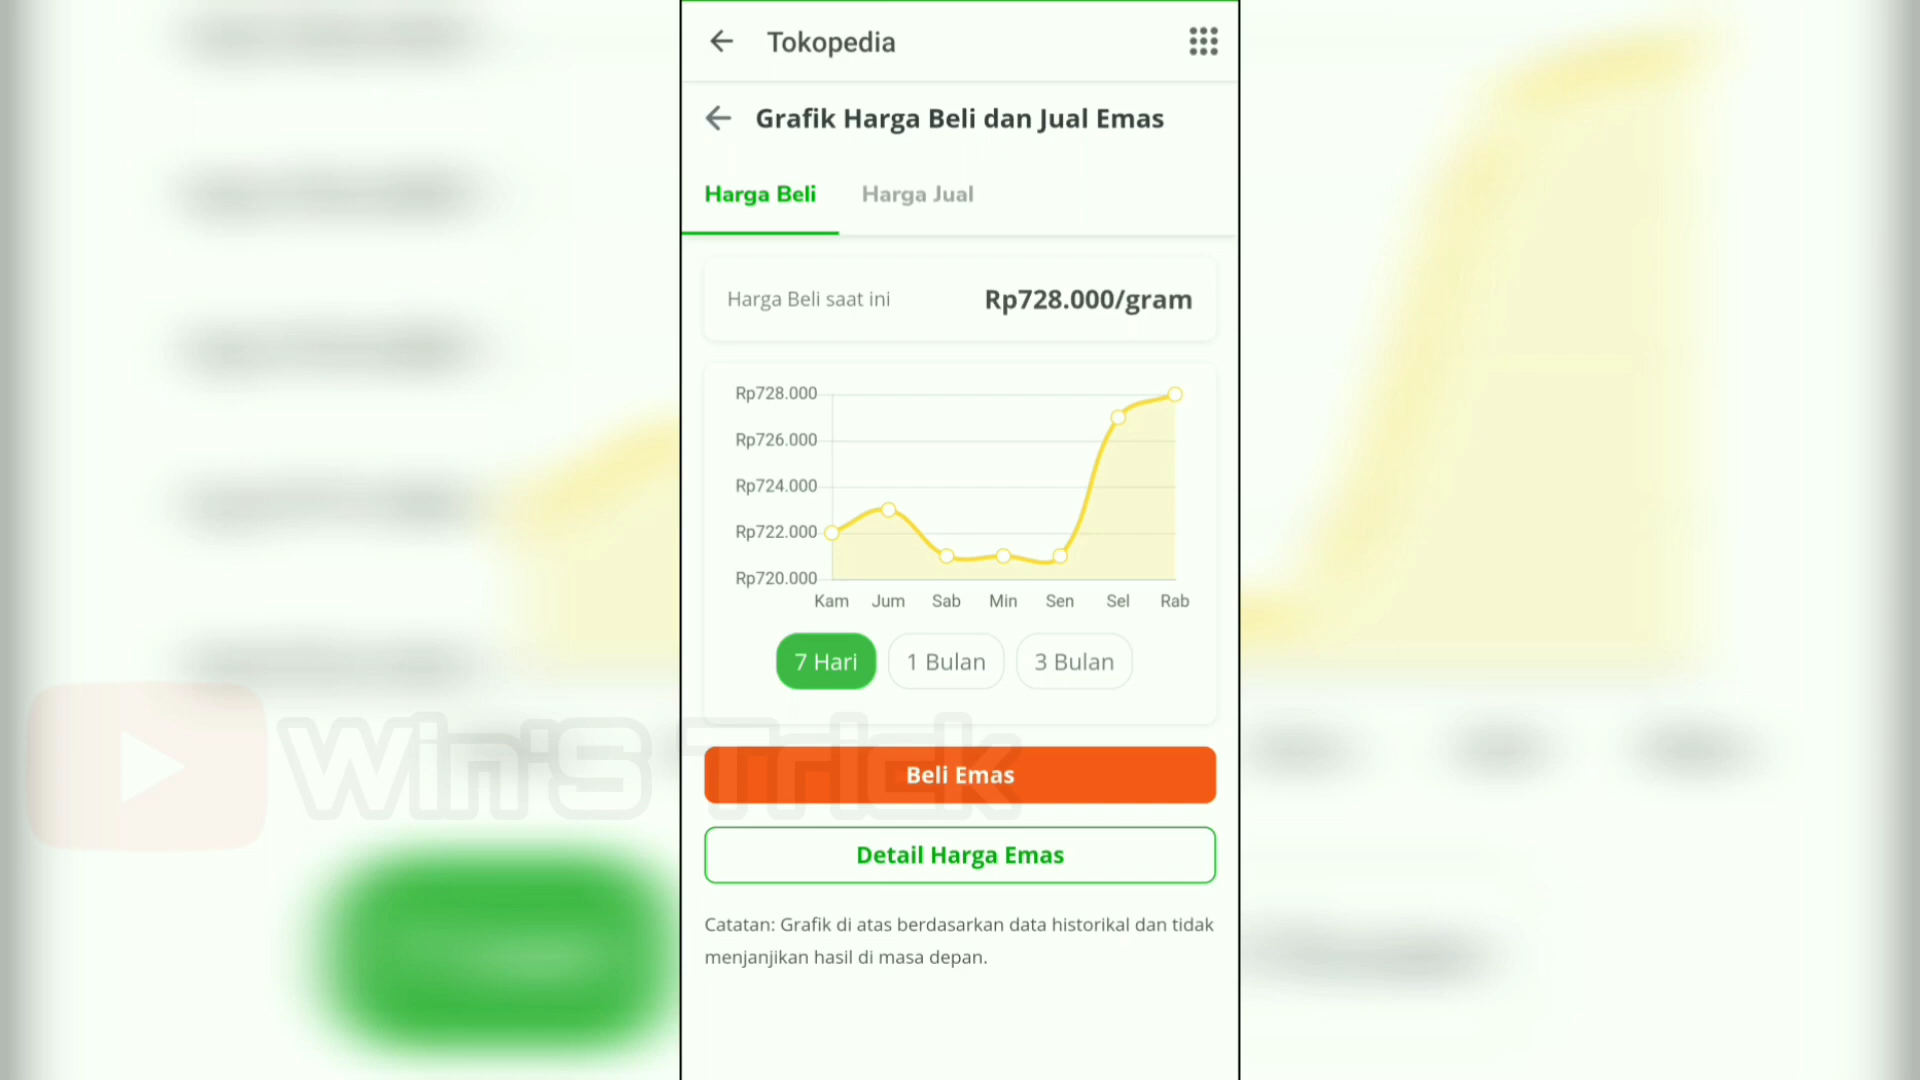 Tokopedia
Grafik Harga Beli dan Jual Emas
Harga Beli
Harga Jual
Harga Beli saat ini
Rp728.000/gram
Rp728.000
Rp726.000
Rp724.000
Rp722.000
Rp720.000
Kam Jum Sab Min Sen Sel Rab
7 Hari
1 Bulan
3 Bulan
Win's Trick
Beli Emas
Detail Harga Emas
Catatan: Grafik di atas berdasarkan data historikal dan tidak
menjanjikan hasil di masa depan.